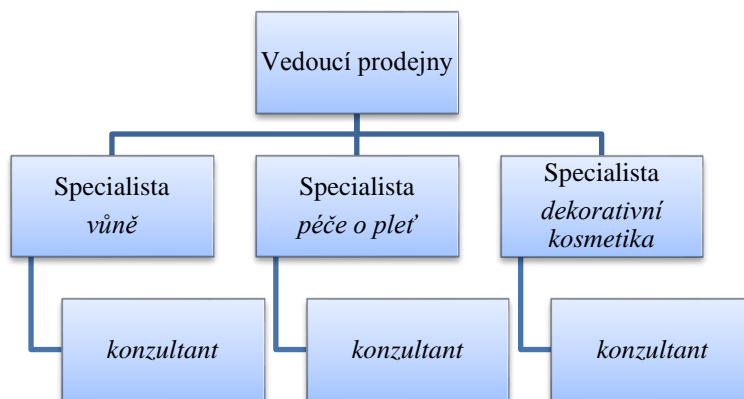 Vedoucí prodejny
Specialista
vůně
Specialista
péče o pleť
Specialista
dekorativní
kosmetika
konzultant
konzultant
konzultant